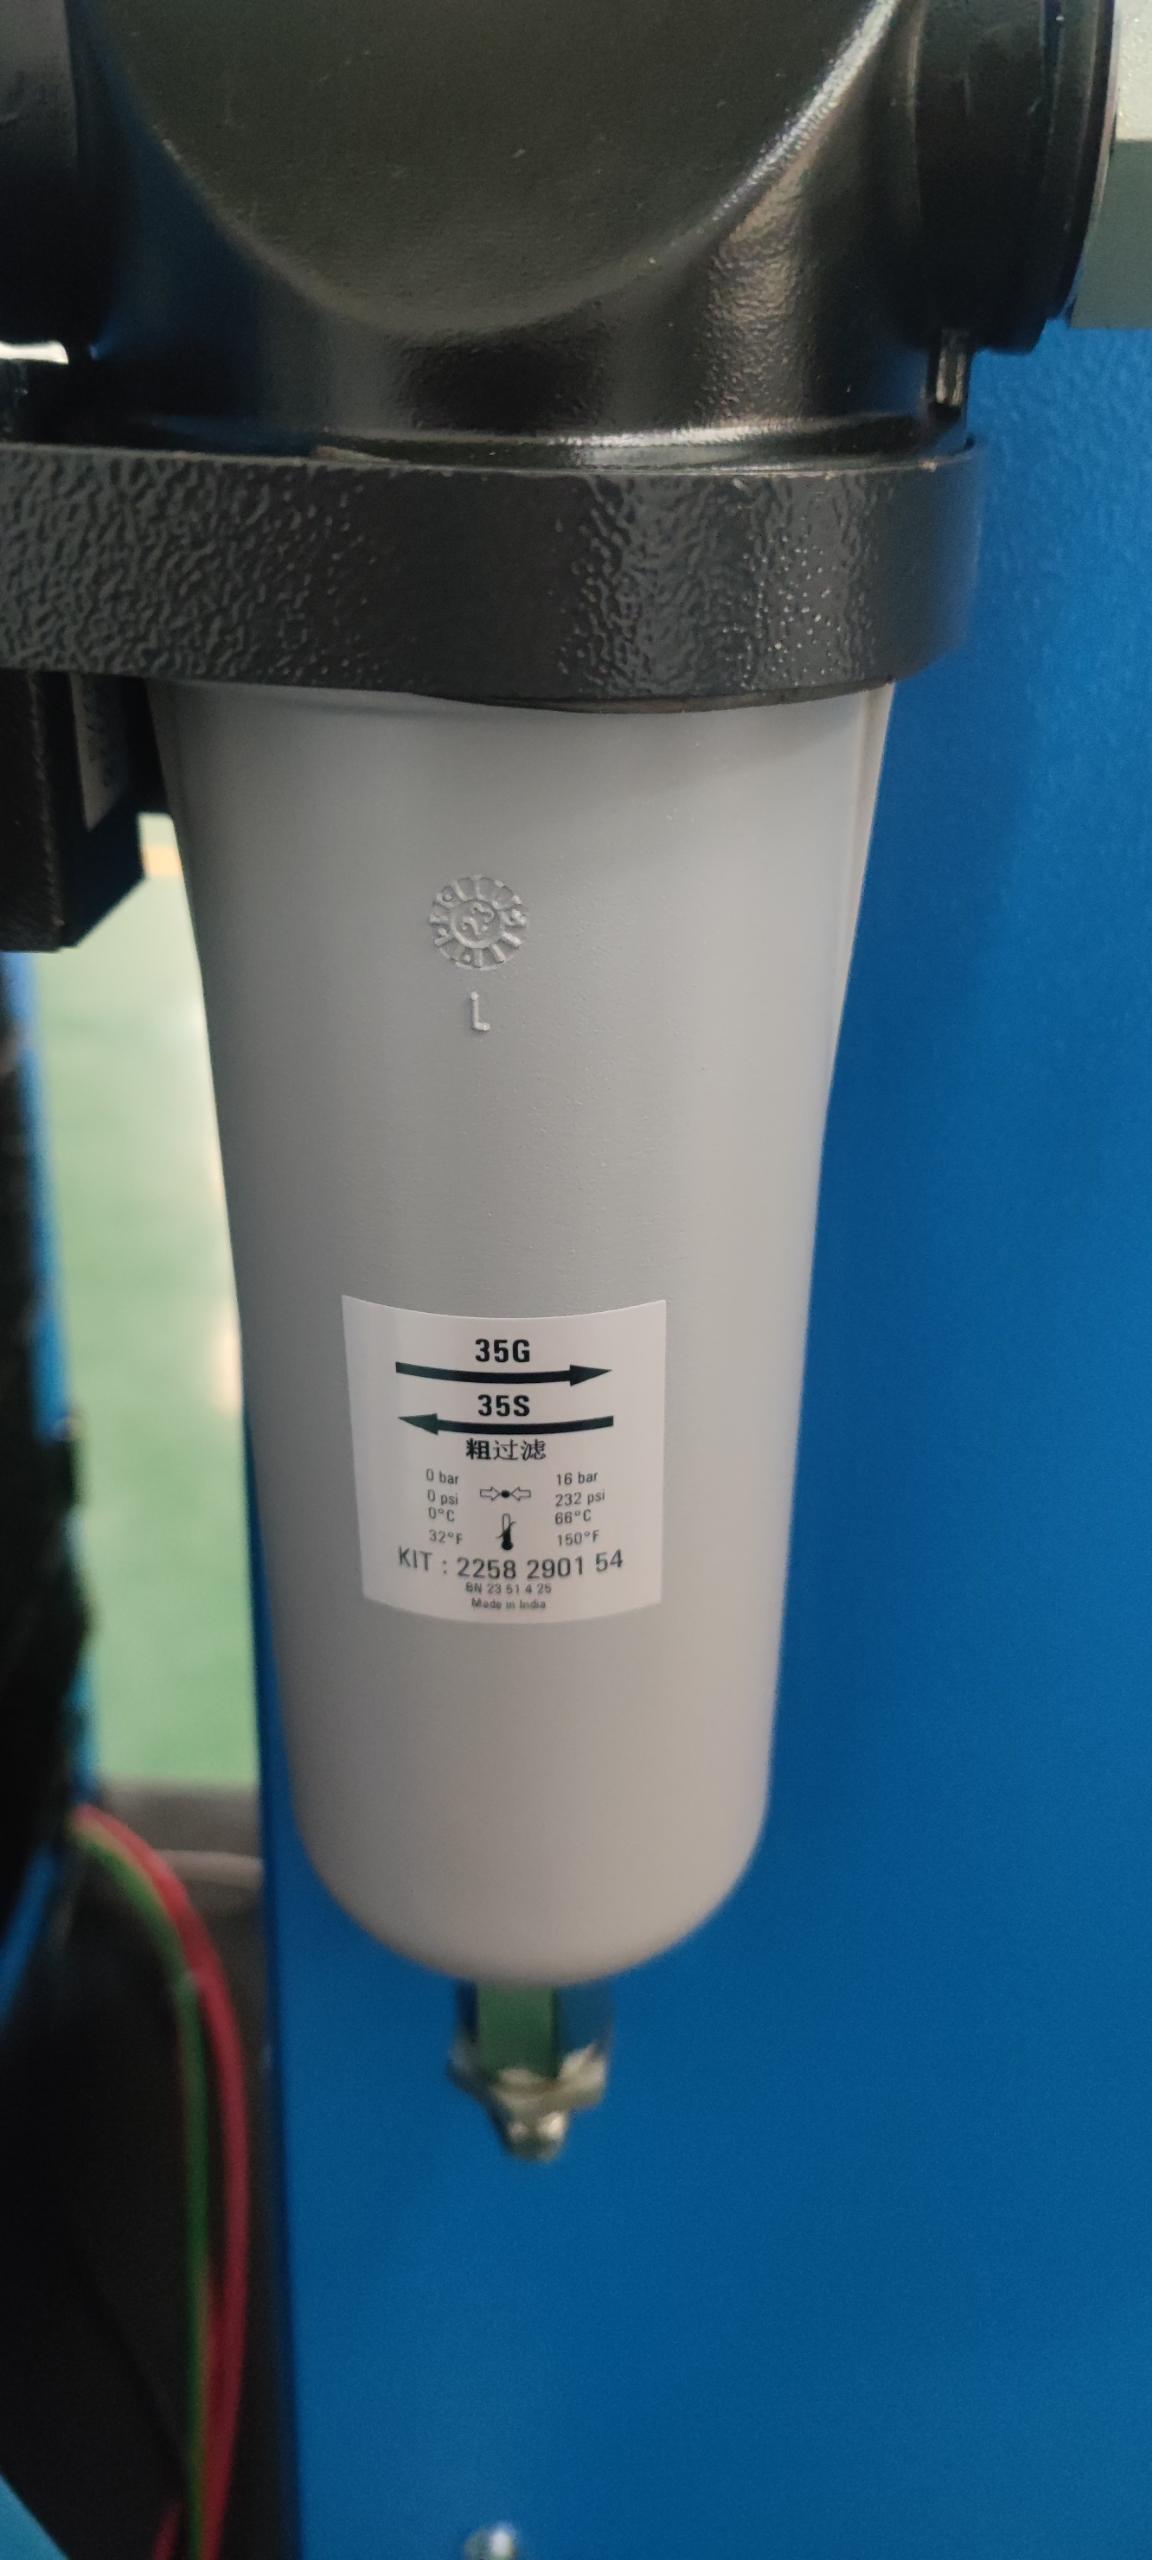 23
L
35G
35S
粗过滤
0 bar 16 bar
0 psi 232 psi
0°C 66°C
32°F 150°F
KIT : 2258 2901 54
BN 23 51 4 25
Made in India